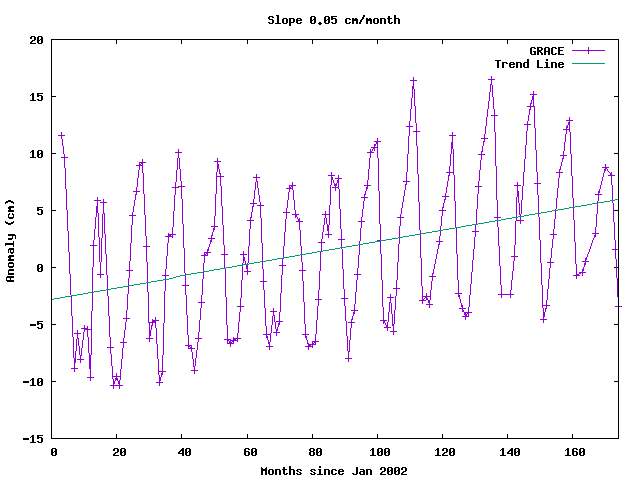 Slope 0.05 cm/month
GRACE
Trend Line
Anomaly (cm)
20
15
10
5
0
-5
-10
-15
0 20 40 60 80 100 120 140 160
Months since Jan 2002